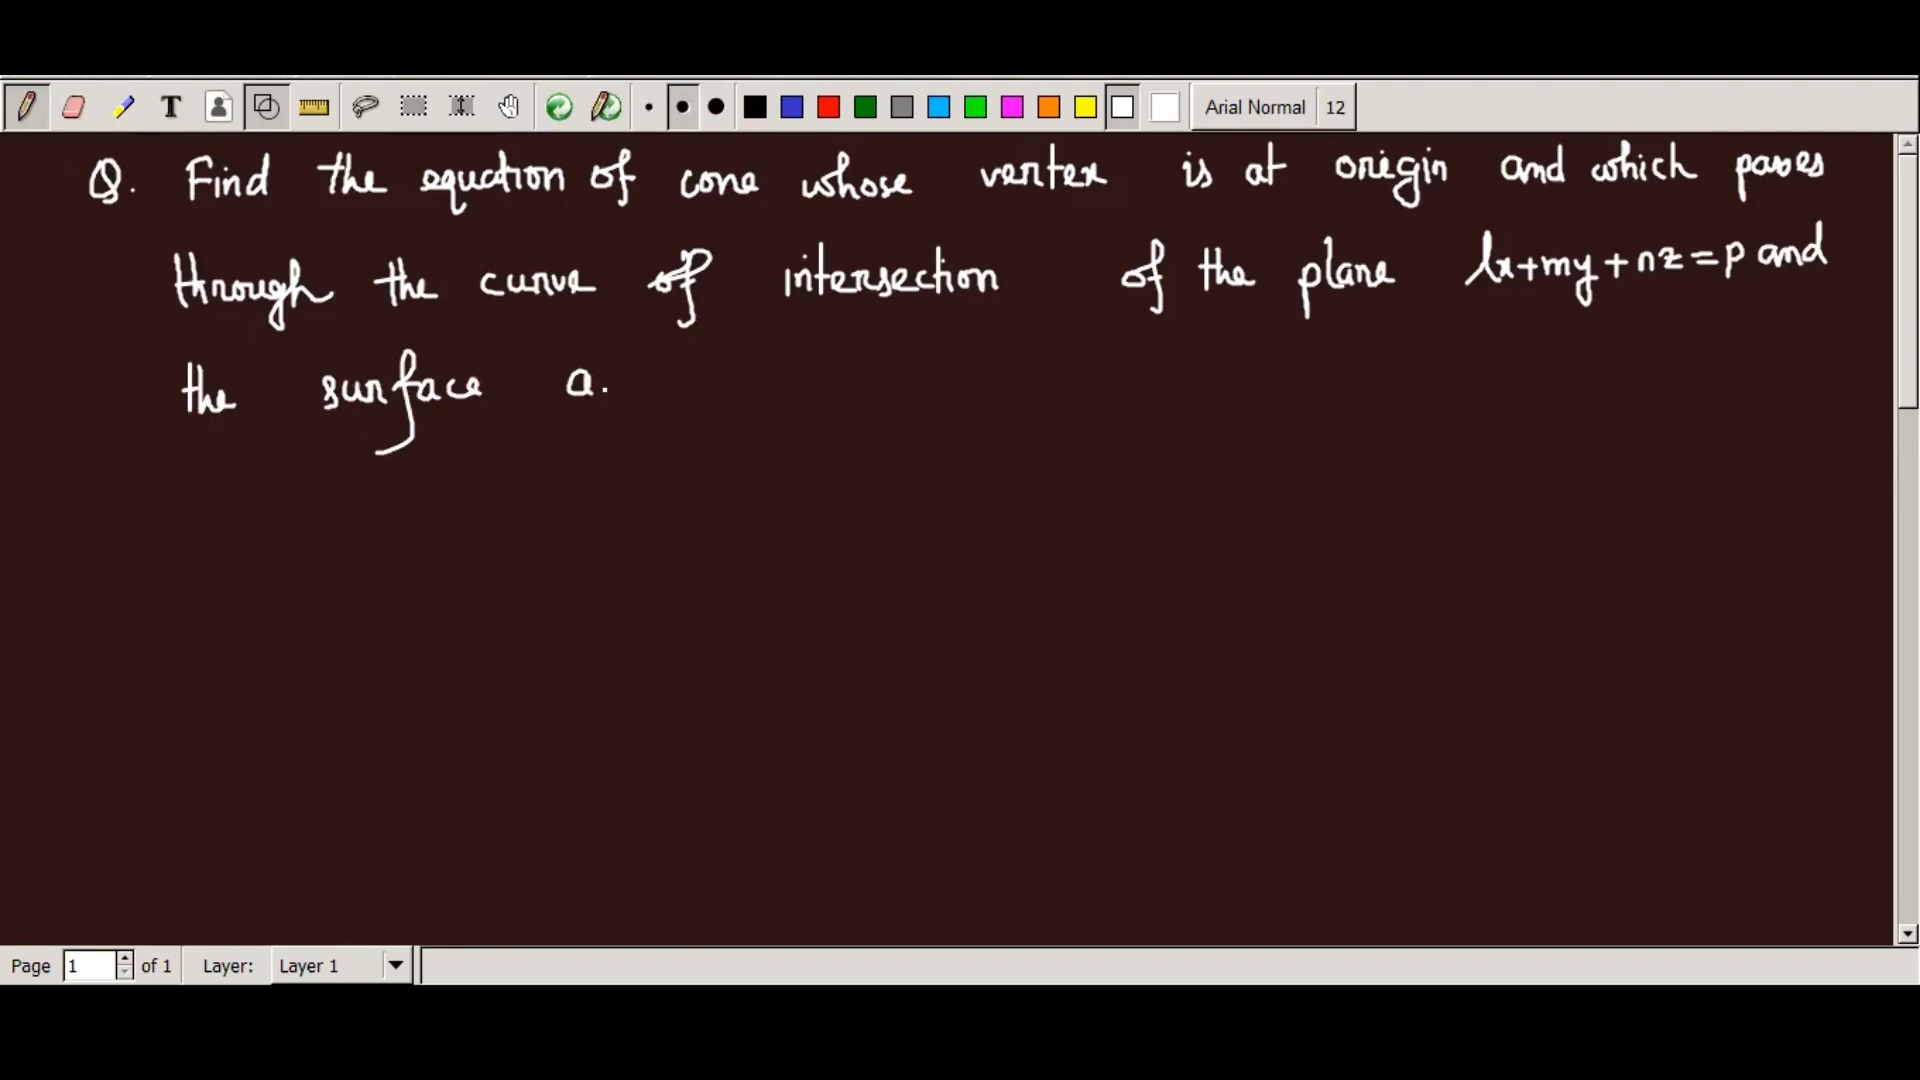 T Arial Normal 12
Q. Find the equation of cone whose vertex is at origin and which passes
through the curve of intersection of the plane lx+my+nz=p and
the surface a.
Page 1 of 1 Layer: Layer 1